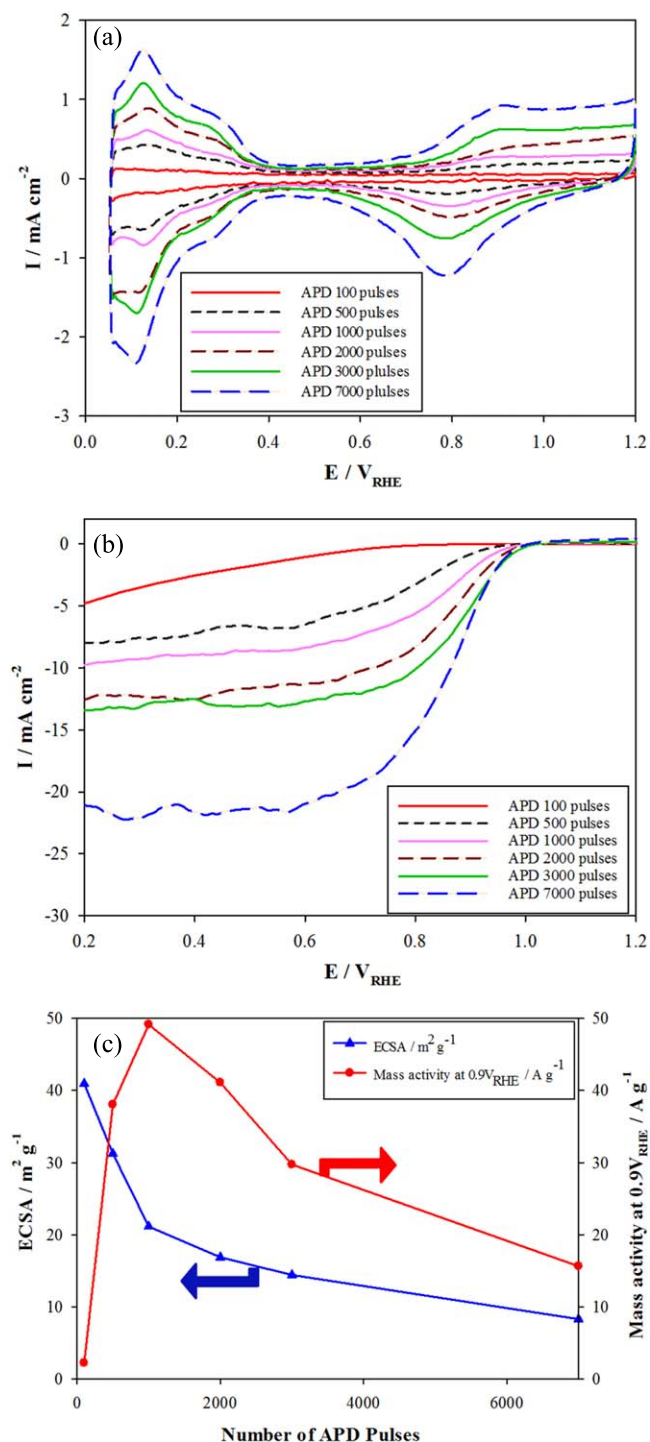 (a)
2
1
0
-1
-2
-3
I / mA cm-2
APD 100 pulses
APD 500 pulses
APD 1000 pulses
APD 2000 pulses
APD 3000 plulses
APD 7000 pulses
0.0 0.2 0.4 0.6 0.8 1.0 1.2
E / VRHE
(b)
0
-5
-10
-15
-20
-25
-30
I / mA cm-2
APD 100 pulses
APD 500 pulses
APD 1000 pulses
APD 2000 pulses
APD 3000 pulses
APD 7000 pulses
0.2 0.4 0.6 0.8 1.0 1.2
E / VRHE
(c)
50
40
30
20
10
0
ECSA / m2 g-1
ECSA / m2 g-1
Mass activity at 0.9VRHE / A g-1
50
40
30
20
10
0
Mass activity at 0.9VRHE / A g-1
0 2000 4000 6000
Number of APD Pulses